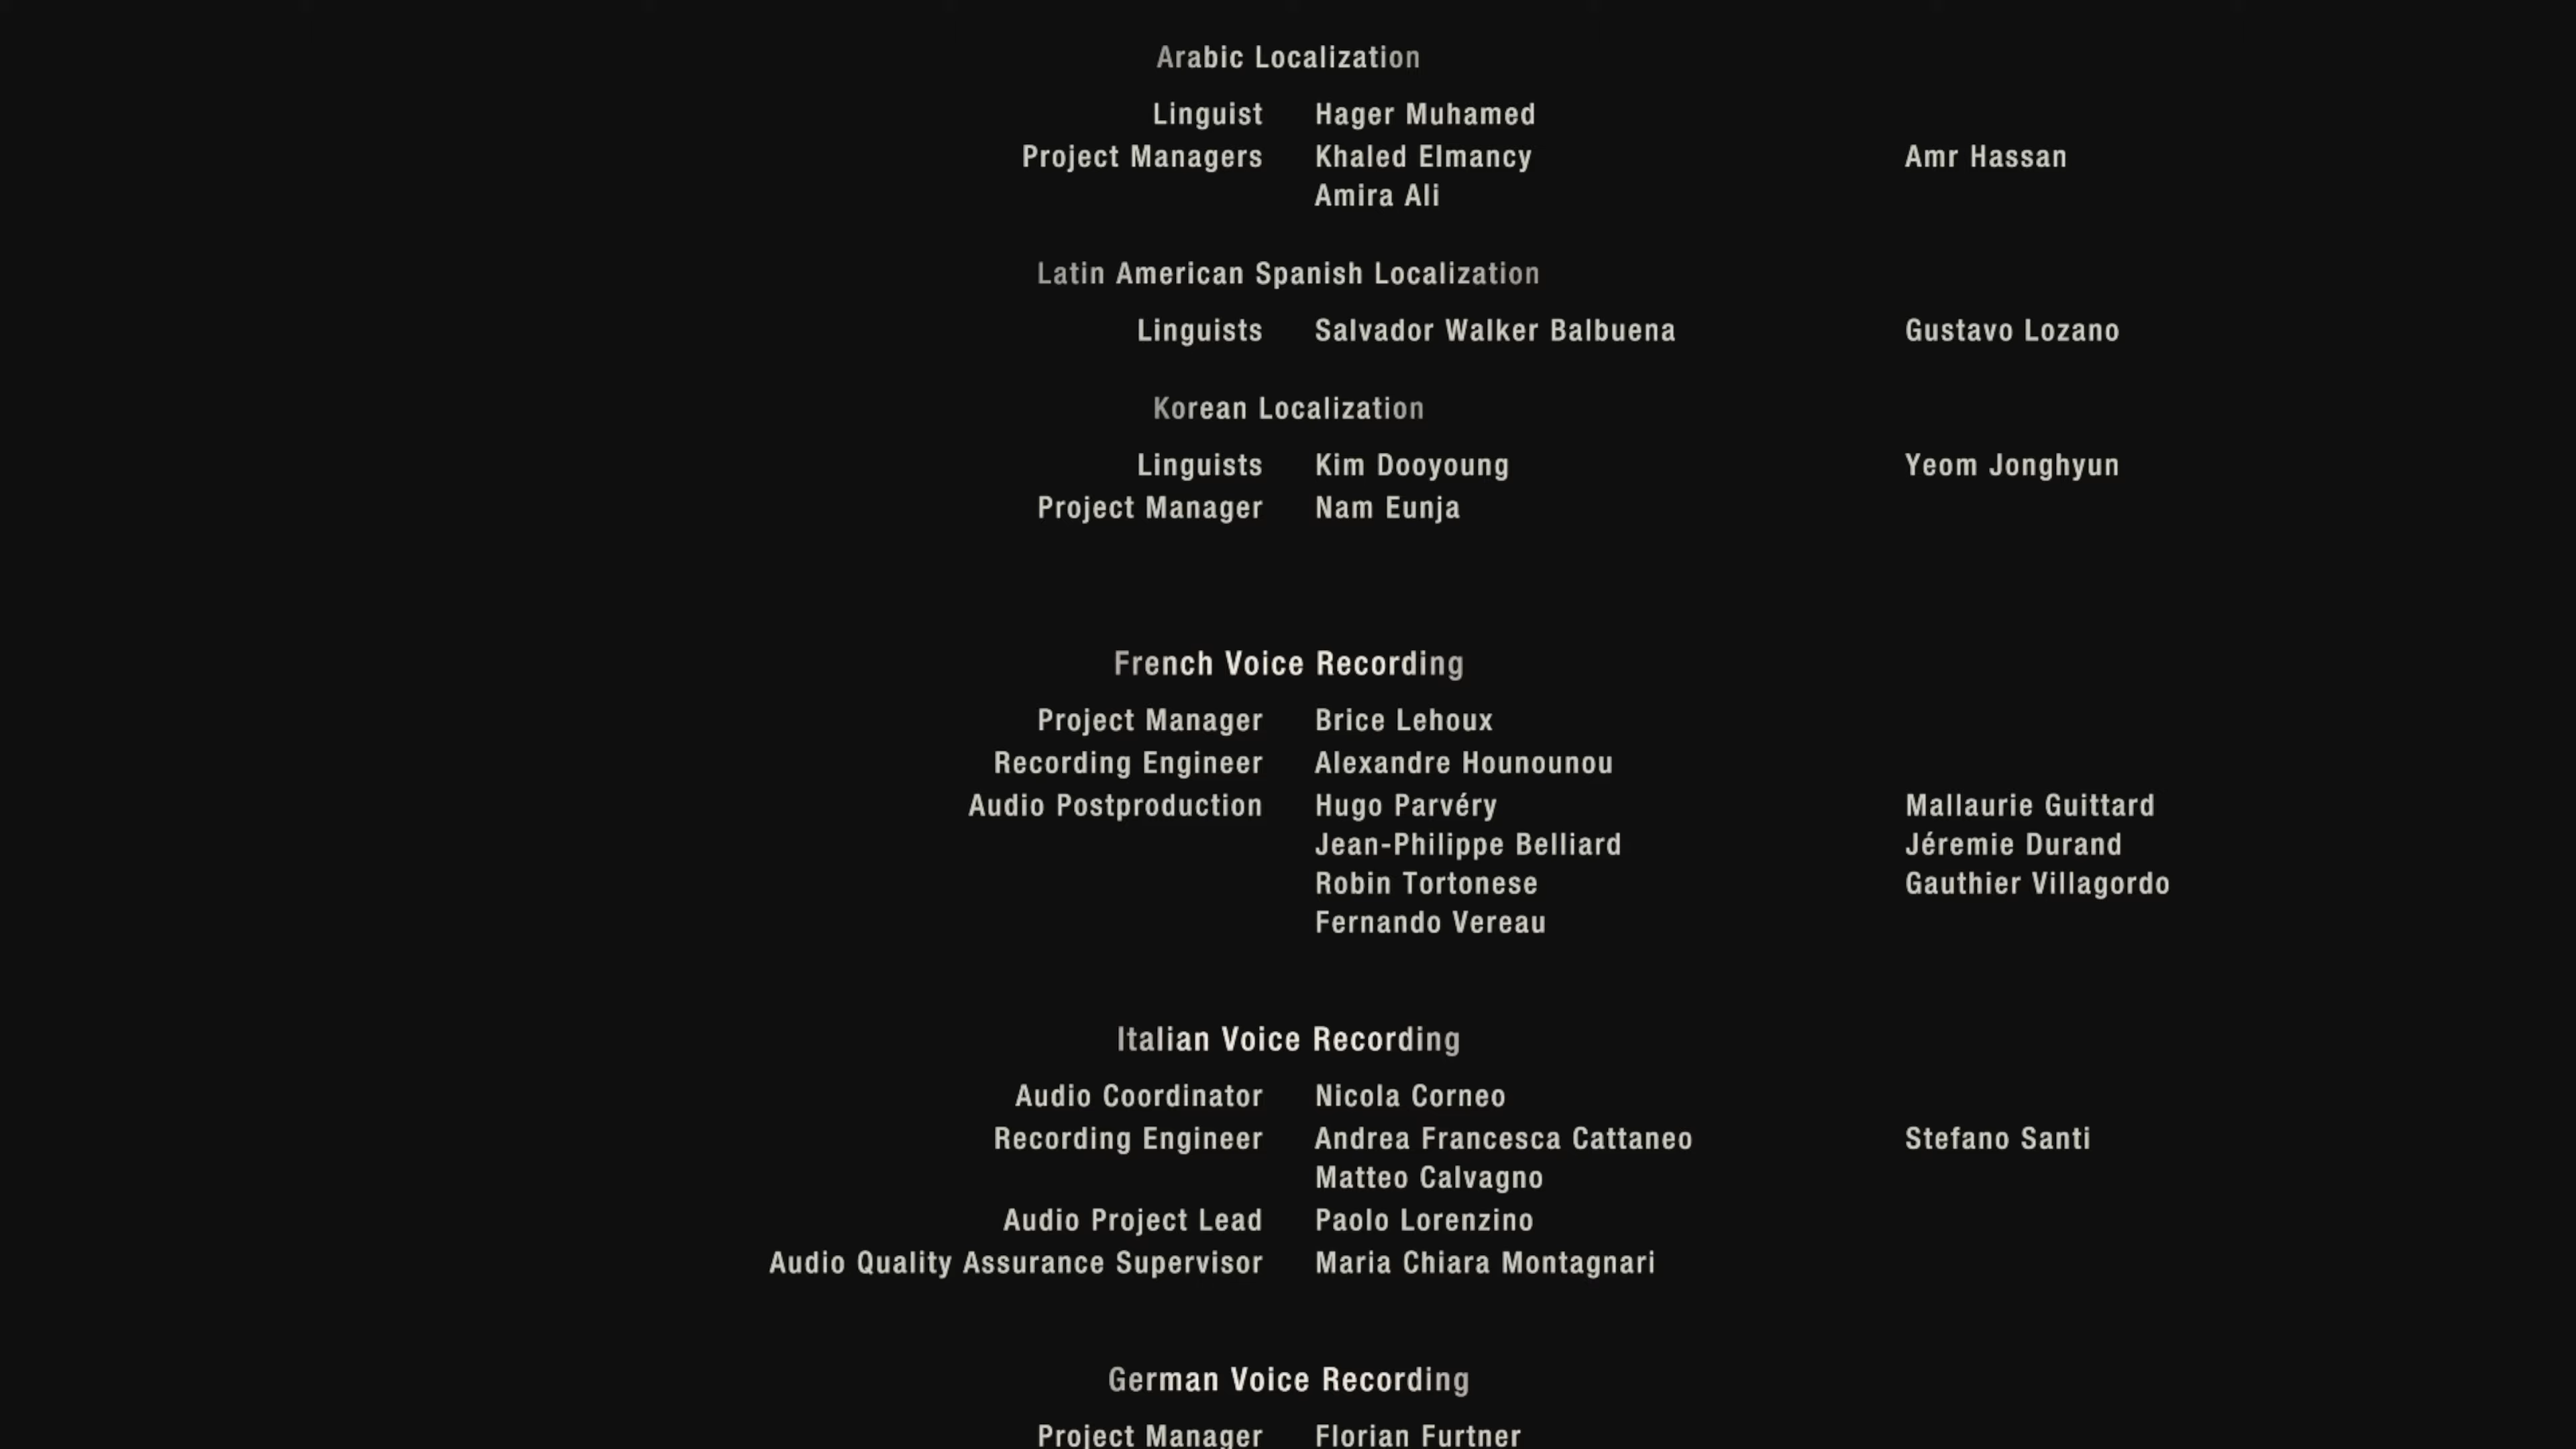 Arabic Localization
Linguist Hager Muhamed
Project Managers Khaled Elmancy Amr Hassan
Amira Ali
Latin American Spanish Localization
Linguists Salvador Walker Balbuena Gustavo Lozano
Korean Localization
Linguists Kim Dooyoung Yeom Jonghyun
Project Manager Nam Eunja
French Voice Recording
Project Manager Brice Lehoux
Recording Engineer Alexandre Hounounou
Audio Postproduction Hugo Parvéry Mallaurie Guittard
Jean-Philippe Belliard Jéremie Durand
Robin Tortonese Gauthier Villagordo
Fernando Vereau
Italian Voice Recording
Audio Coordinator Nicola Corneo
Recording Engineer Andrea Francesca Cattaneo Stefano Santi
Matteo Calvagno
Audio Project Lead Paolo Lorenzino
Audio Quality Assurance Supervisor Maria Chiara Montagnari
German Voice Recording
Project Manager Florian Furtner